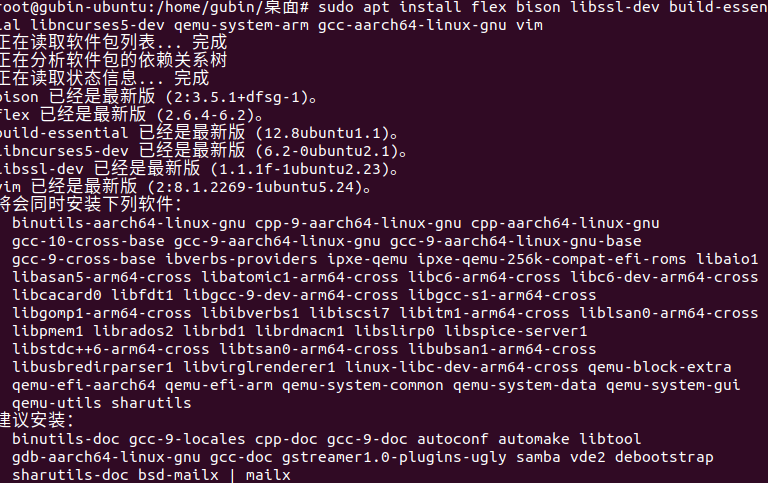 root@gubin-ubuntu:/home/gubin/桌面# sudo apt install flex bison libssl-dev build-essen
ial libncurses5-dev qemu-system-arm gcc-aarch64-linux-gnu vim
正在读取软件包列表... 完成
正在分析软件包的依赖关系树
正在读取状态信息... 完成
bison 已经是最新版 (2:3.5.1+dfsg-1)。
flex 已经是最新版 (2.6.4-6.2)。
build-essential 已经是最新版 (12.8ubuntu1.1)。
libncurses5-dev 已经是最新版 (6.2-0ubuntu2.1)。
libssl-dev 已经是最新版 (1.1.1f-1ubuntu2.23)。
vim 已经是最新版 (2:8.1.2269-1ubuntu5.24)。
将会同时安装下列软件：
binutils-aarch64-linux-gnu cpp-9-aarch64-linux-gnu cpp-aarch64-linux-gnu
gcc-10-cross-base gcc-9-aarch64-linux-gnu gcc-9-aarch64-linux-gnu-base
gcc-9-cross-base ibverbs-providers ipxe-qemu ipxe-qemu-256k-compat-efi-roms libaio1
libasan5-arm64-cross libatomic1-arm64-cross libc6-arm64-cross libc6-dev-arm64-cross
libcacard0 libfdt1 libgcc-9-dev-arm64-cross libgcc-s1-arm64-cross
libgomp1-arm64-cross libibverbs1 libiscsi7 libitm1-arm64-cross liblsan0-arm64-cross
libpmem1 librados2 librbd1 librdmacm1 libslirp0 libspice-server1
libstdc++6-arm64-cross libtsan0-arm64-cross libubsan1-arm64-cross
libusbredirparser1 libvirglrenderer1 linux-libc-dev-arm64-cross qemu-block-extra
qemu-efi-aarch64 qemu-efi-arm qemu-system-common qemu-system-data qemu-system-gui
qemu-utils sharutils
建议安装：
binutils-doc gcc-9-locales cpp-doc gcc-9-doc autoconf automake libtool
gdb-aarch64-linux-gnu gcc-doc gstreamer1.0-plugins-ugly samba vde2 debootstrap
sharutils-doc bsd-mailx | mailx